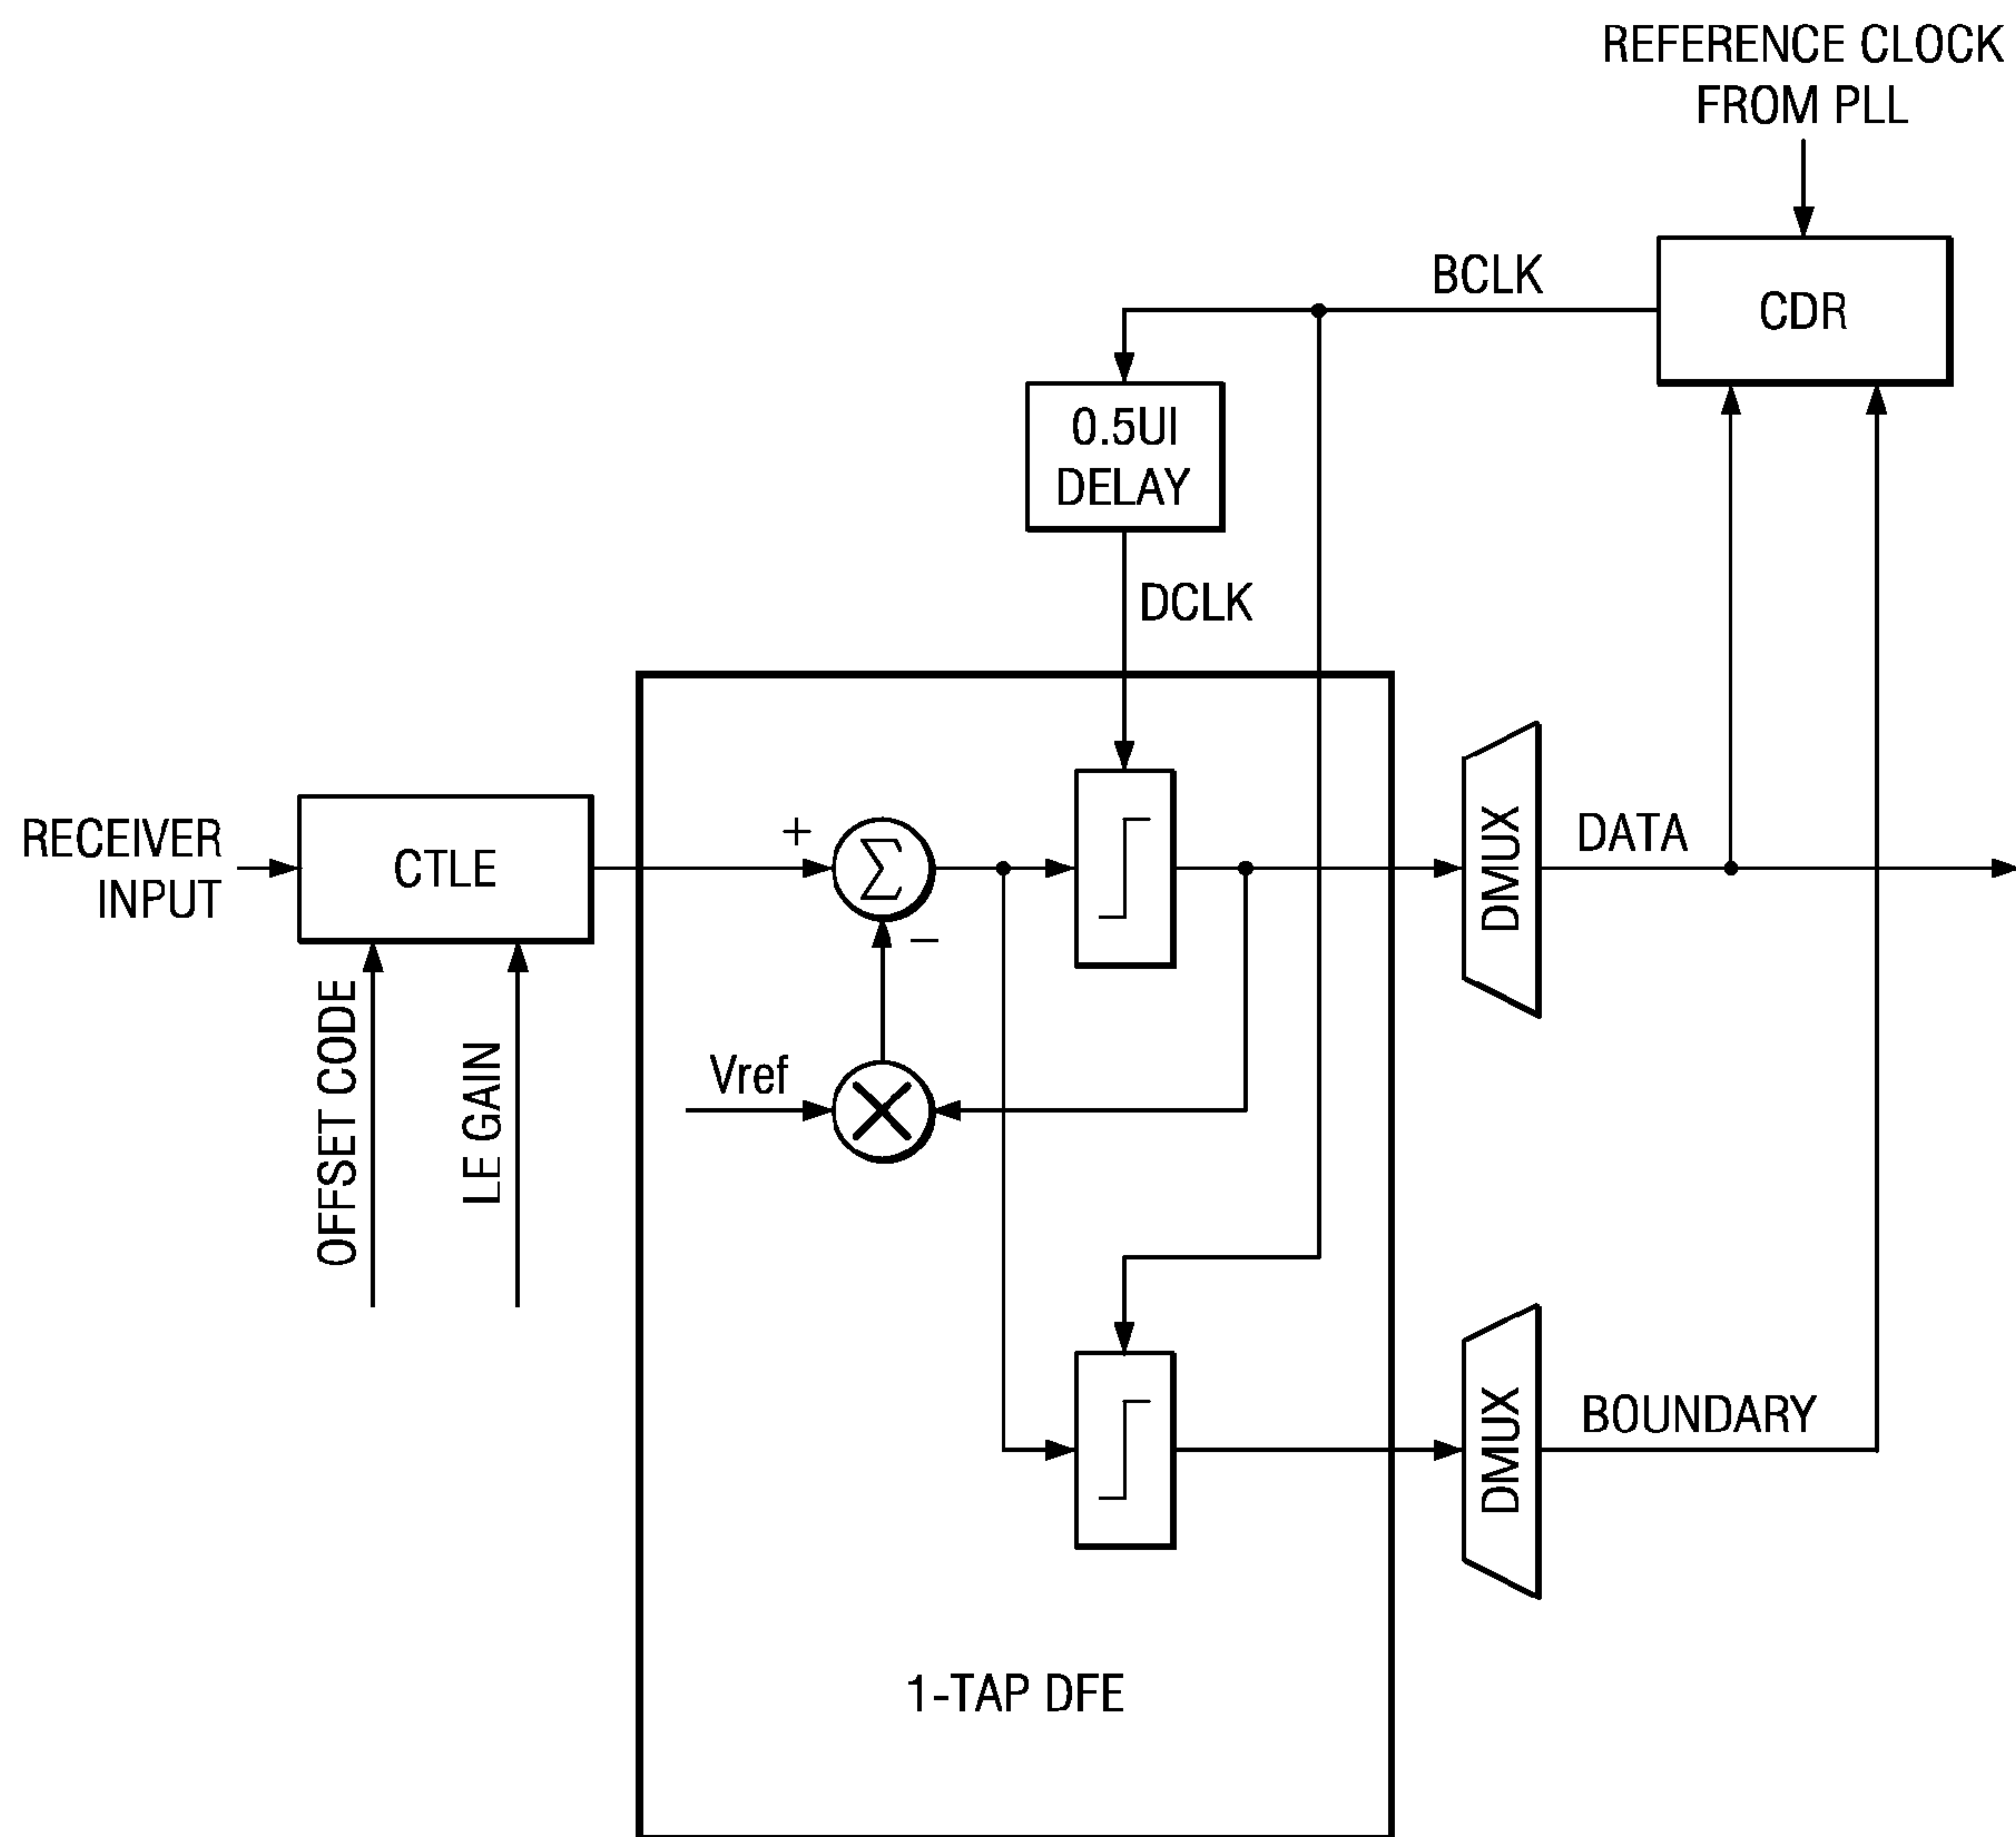 REFERENCE CLOCK
FROM PLL
BCLK
CDR
0.5UI
DELAY
DCLK
RECEIVER
INPUT
CTLE
+
Σ
−
DMUX
DATA
OFFSET CODE
LE GAIN
Vref
DMUX
BOUNDARY
1-TAP DFE